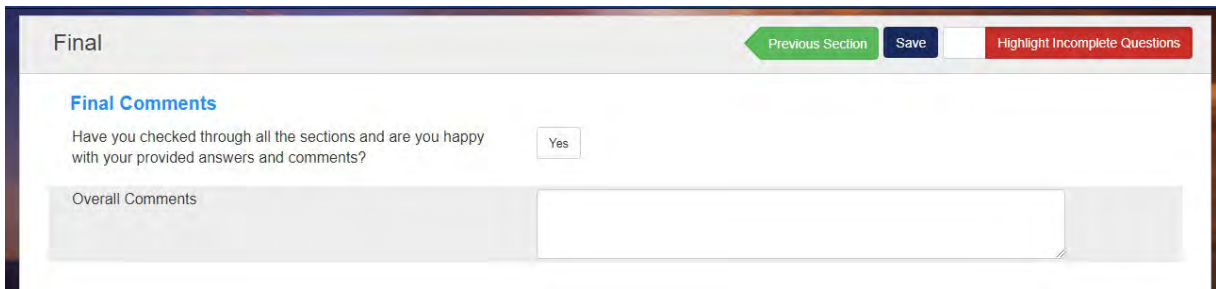 Final
Previous Section
Save
Highlight Incomplete Questions
Final Comments
Have you checked through all the sections and are you happy
with your provided answers and comments?
Yes
Overall Comments